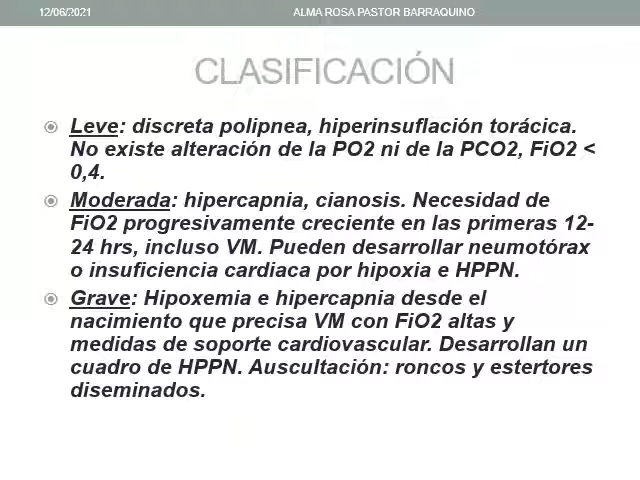 12/06/2021 ALMA ROSA PASTOR BARRAQUINO
CLASIFICACIÓN
Leve: discreta polipnea, hiperinsuflación torácica.
No existe alteración de la PO2 ni de la PCO2, FiO2 <
0,4.
Moderada: hipercapnia, cianosis. Necesidad de
FiO2 progresivamente creciente en las primeras 12-
24 hrs, incluso VM. Pueden desarrollar neumotórax
o insuficiencia cardiaca por hipoxia e HPPN.
Grave: Hipoxemia e hipercapnia desde el
nacimiento que precisa VM con FiO2 altas y
medidas de soporte cardiovascular. Desarrollan un
cuadro de HPPN. Auscultación: roncos y estertores
diseminados.